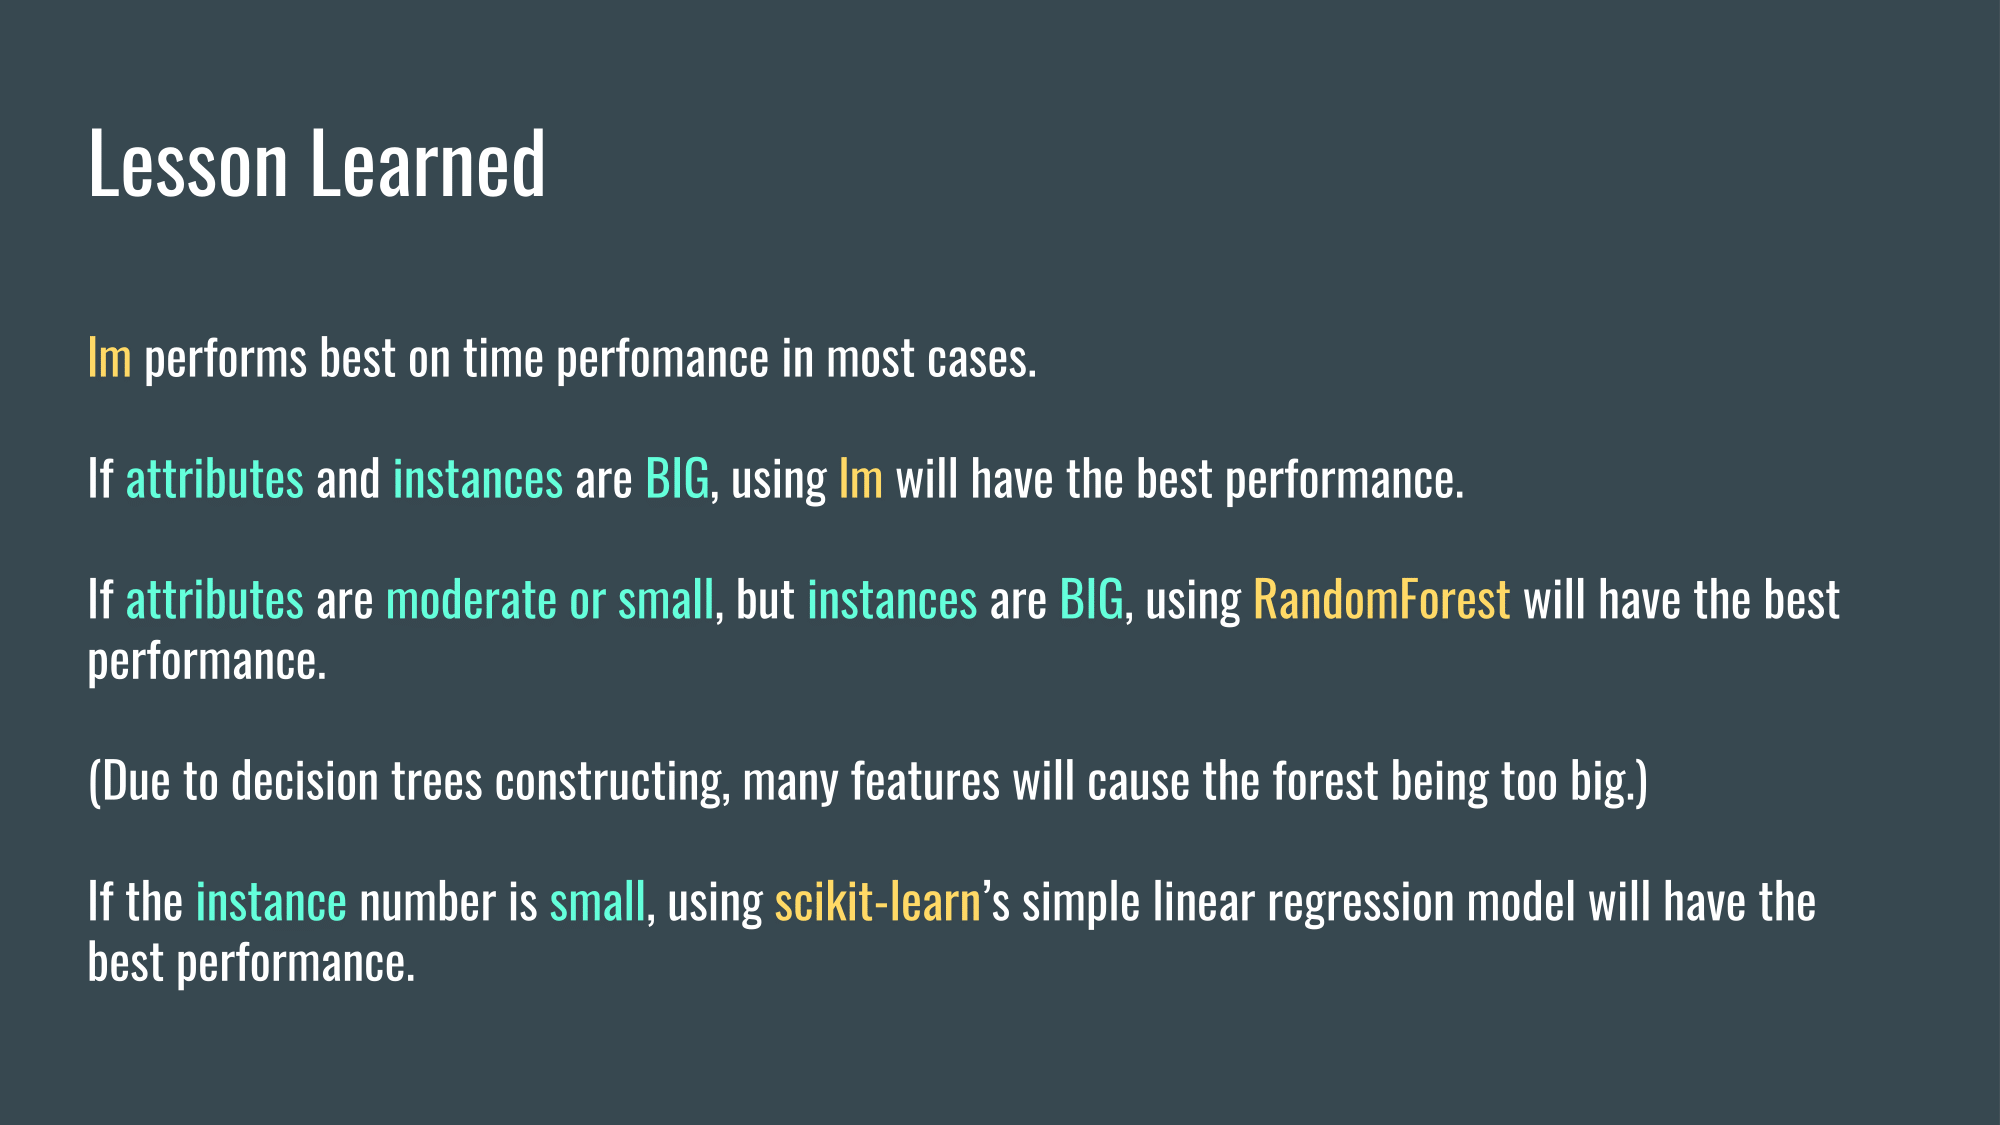 Lesson Learned
lm performs best on time perfomance in most cases.
If attributes and instances are BIG, using lm will have the best performance.
If attributes are moderate or small, but instances are BIG, using RandomForest will have the best
performance.
(Due to decision trees constructing, many features will cause the forest being too big.)
If the instance number is small, using scikit-learn’s simple linear regression model will have the
best performance.